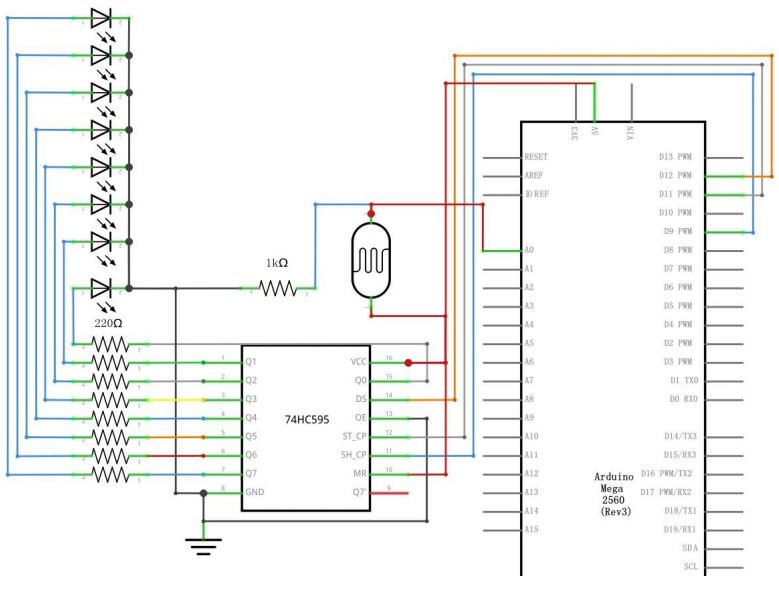 3V3
5V
VIN
RESET
AREF
IOREF
A0
A1
A2
A3
A4
A5
A6
A7
A8
A9
A10
A11
A12
A13
A14
A15
D13 PWM
D12 PWM
D11 PWM
D10 PWM
D9 PWM
D8 PWM
D7 PWM
D6 PWM
D5 PWM
D4 PWM
D2 PWM
D3 PWM
D1 TX0
D0 RX0
D14/TX3
D15/RX3
D16 PWM/TX2
D17 PWM/RX2
D18/TX1
D19/RX1
SDA
SCL
Arduino
Mega
2560
(Rev3)
1kΩ
220Ω
74HC595
1 Q1
2 Q2
3 Q3
4 Q4
5 Q5
6 Q6
7 Q7
8 GND
VCC 16
Q0 15
DS 14
OE 13
ST_CP 12
SH_CP 11
MR 10
Q7' 9